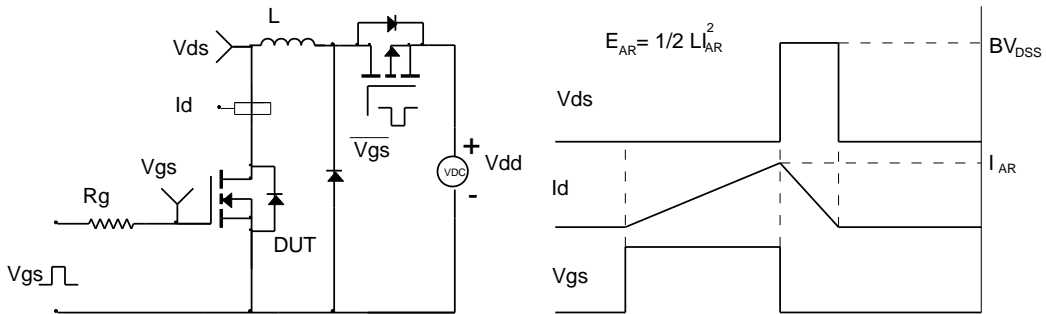 L
Vds
Id
Vgs
Vgs
+
Vdd
VDC
-
Vgs
Rg
DUT
Vgs
E_AR= 1/2 LI_AR^2
BV_DSS
Vds
I_AR
Id
Vgs